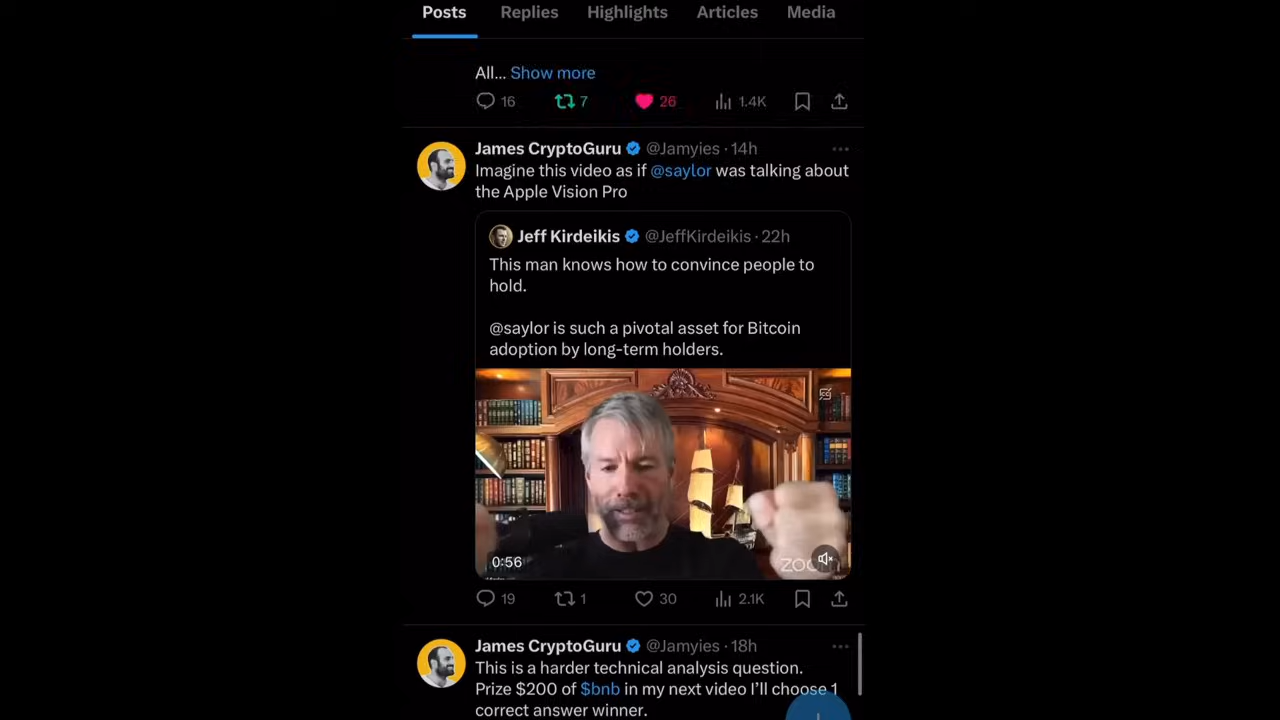 Posts Replies Highlights Articles Media
All... Show more
16 7 26 1.4K
James CryptoGuru @Jamyies · 14h
Imagine this video as if @saylor was talking about
the Apple Vision Pro
Jeff Kirdeikis @JeffKirdeikis · 22h
This man knows how to convince people to
hold.
@saylor is such a pivotal asset for Bitcoin
adoption by long-term holders.
0:56
19 1 30 2.1K
James CryptoGuru @Jamyies · 18h
This is a harder technical analysis question.
Prize $200 of $bnb in my next video I'll choose 1
correct answer winner.